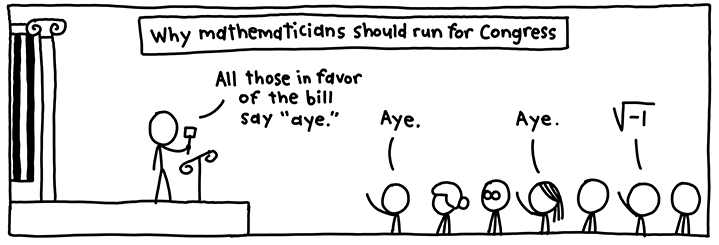 Why mathematicians should run for Congress
All those in favor
of the bill
say "aye."
Aye.
Aye.
√-1